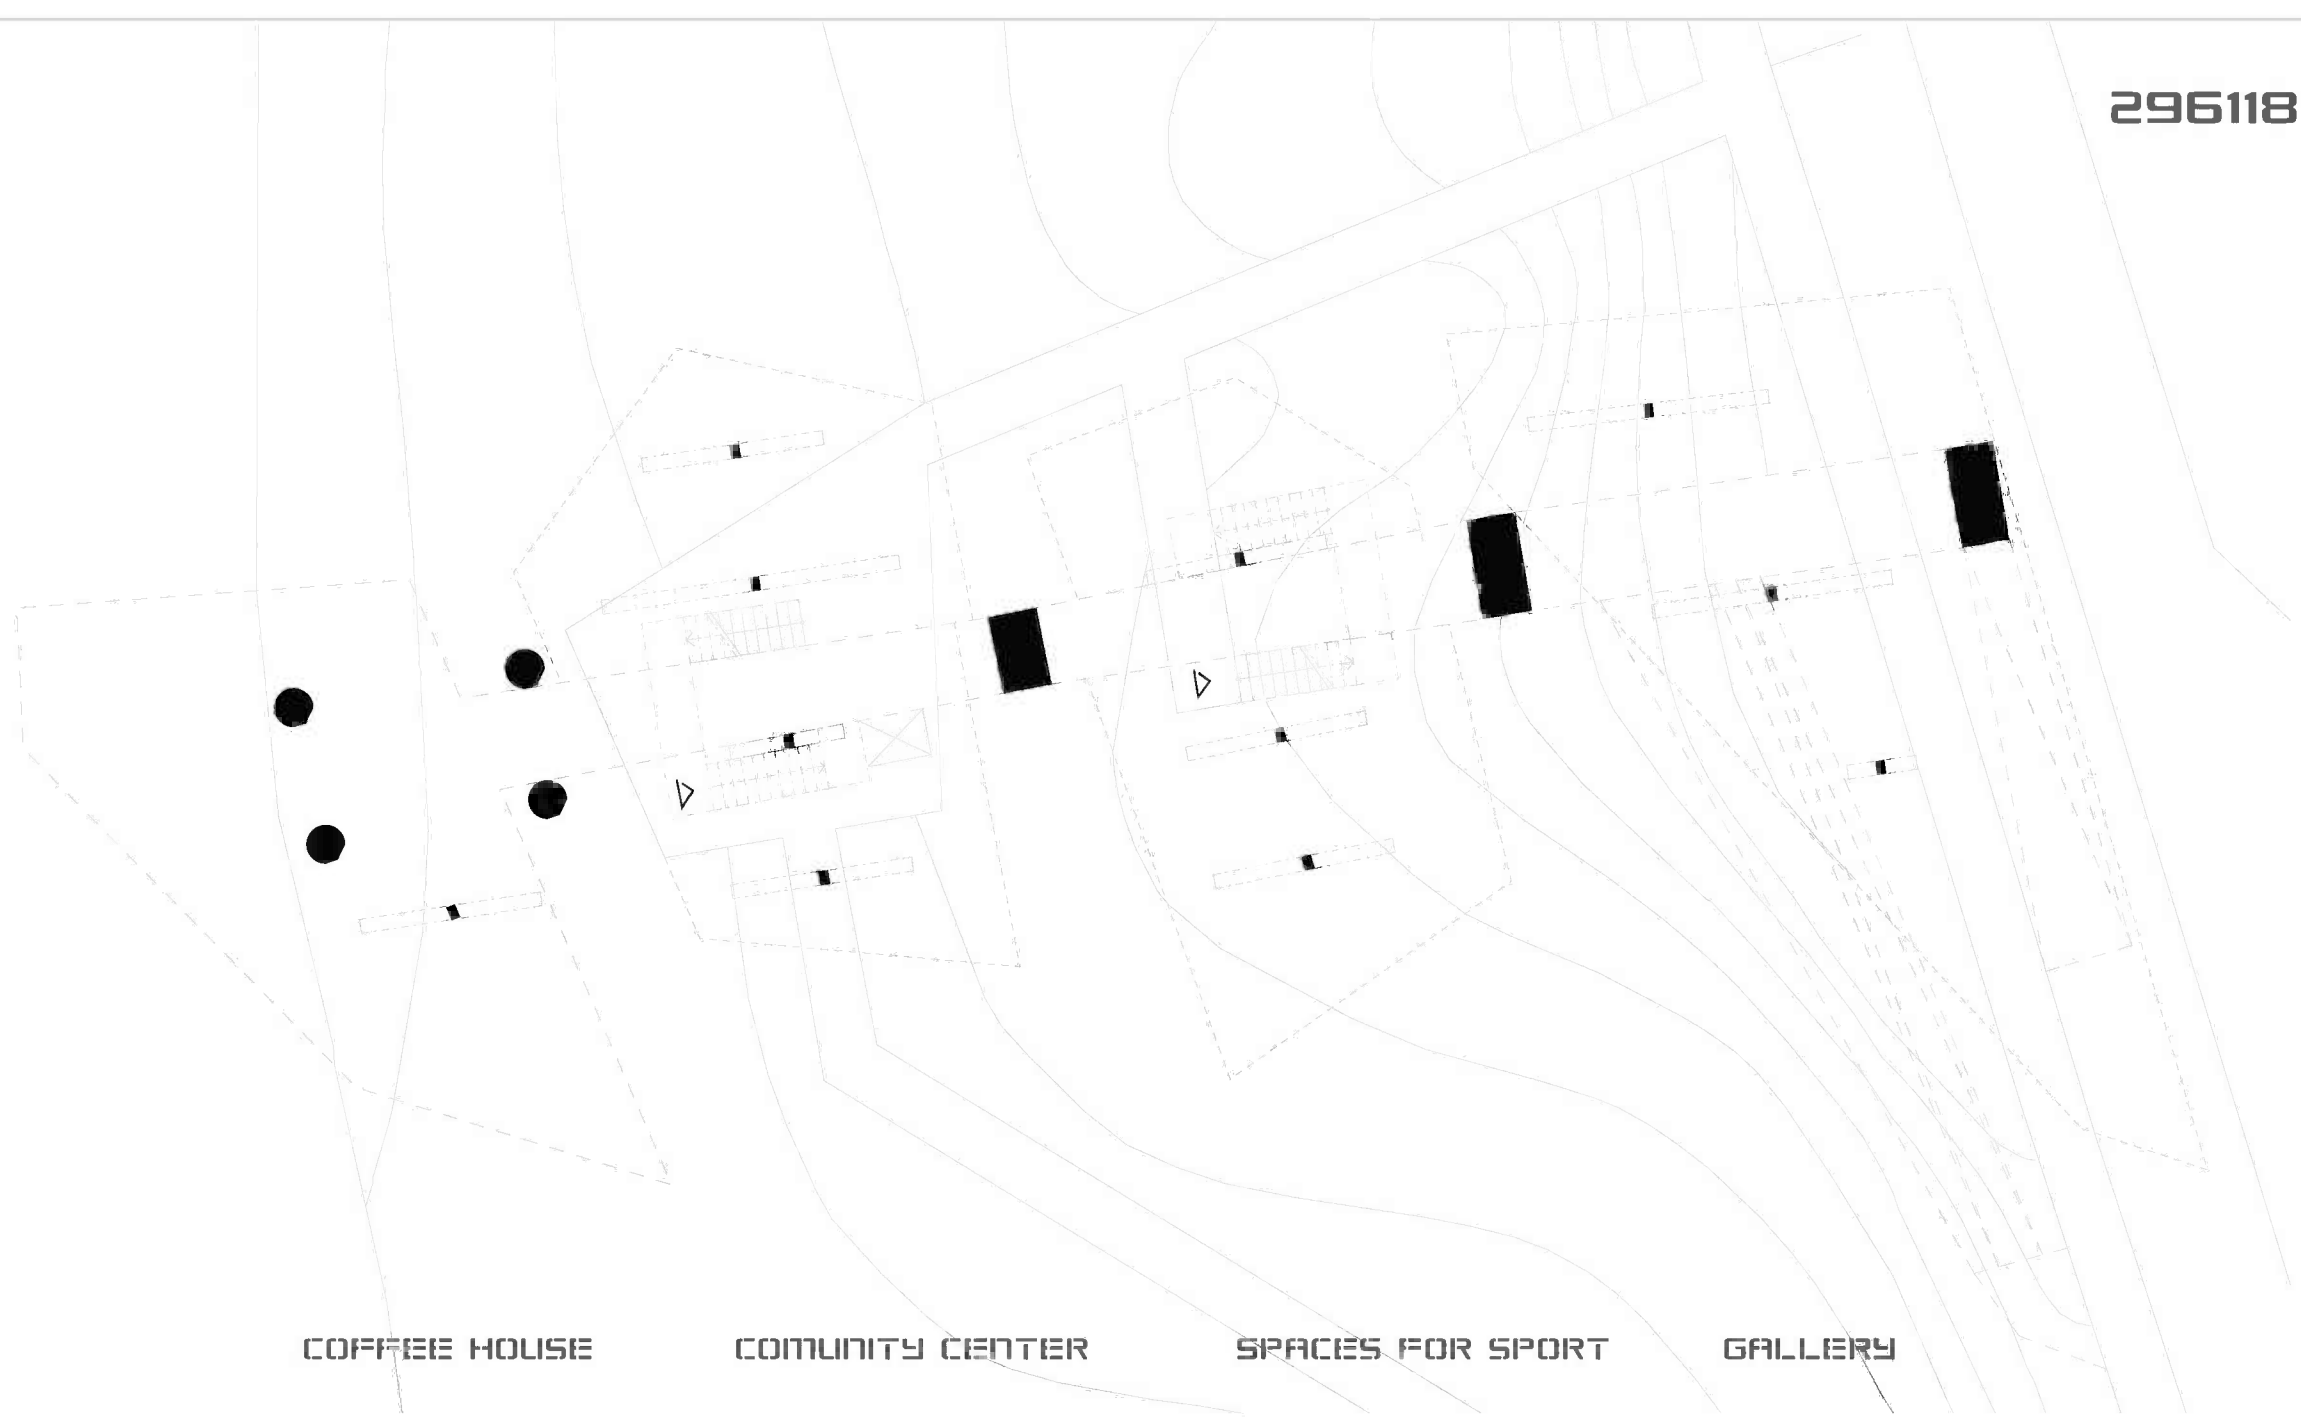 296118
COFFEE HOUSE
COMUNITY CENTER
SPACES FOR SPORT
GALLERY